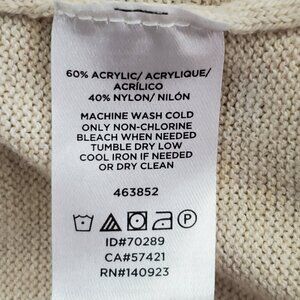 60% ACRYLIC/ ACRYLIQUE/
ACRÍLICO
40% NYLON/ NILÓN
MACHINE WASH COLD
ONLY NON-CHLORINE
BLEACH WHEN NEEDED
TUMBLE DRY LOW
COOL IRON IF NEEDED
OR DRY CLEAN
463852
P
ID#70289
CA#57421
RN#140923